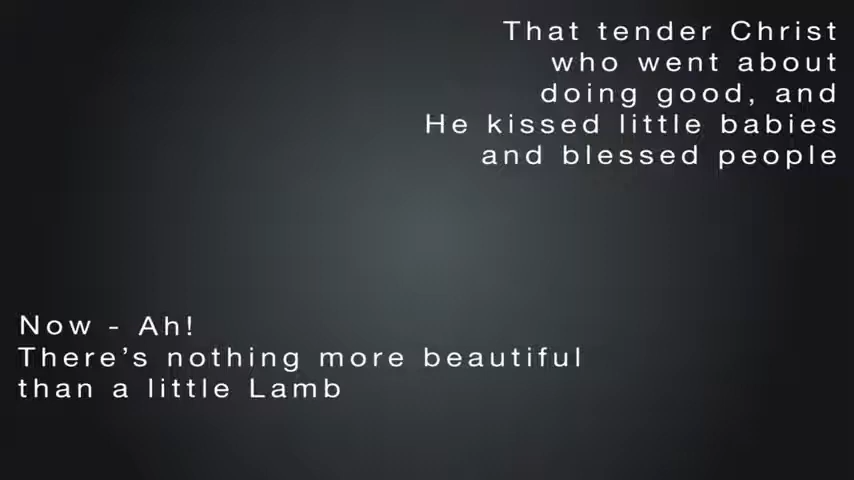 That tender Christ
who went about
doing good, and
He kissed little babies
and blessed people
Now - Ah!
There's nothing more beautiful
than a little Lamb